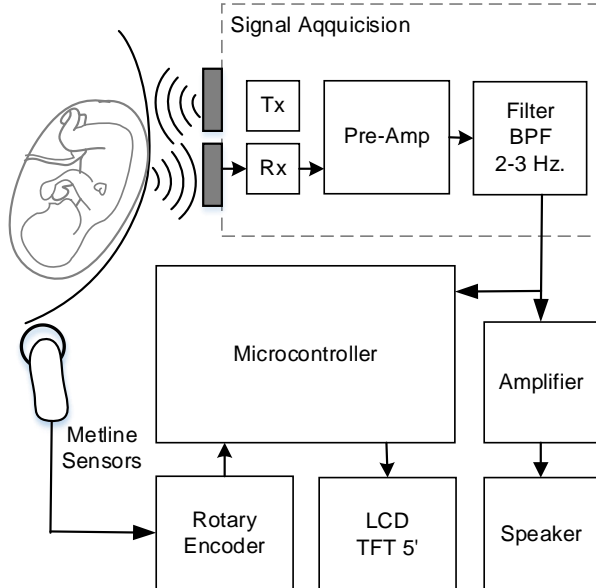 Signal Aqquicision
Tx
Rx
Pre-Amp
Filter
BPF
2-3 Hz.
Microcontroller
Amplifier
Metline
Sensors
Rotary
Encoder
LCD
TFT 5'
Speaker